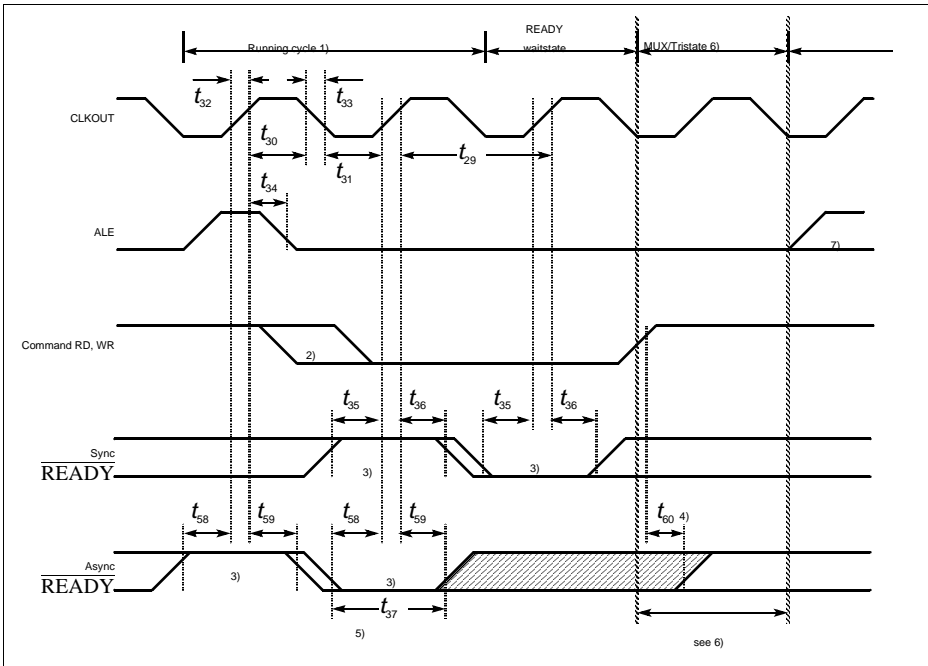 READY
Running cycle 1)
waitstate
MUX/Tristate 6)
t32
t33
CLKOUT
t30
t31
t29
t34
ALE
7)
Command RD, WR
2)
t35
t36
t35
t36
Sync
READY
3)
3)
t58
t59
t58
t59
t60 4)
Async
READY
3)
3)
t37
5)
see 6)